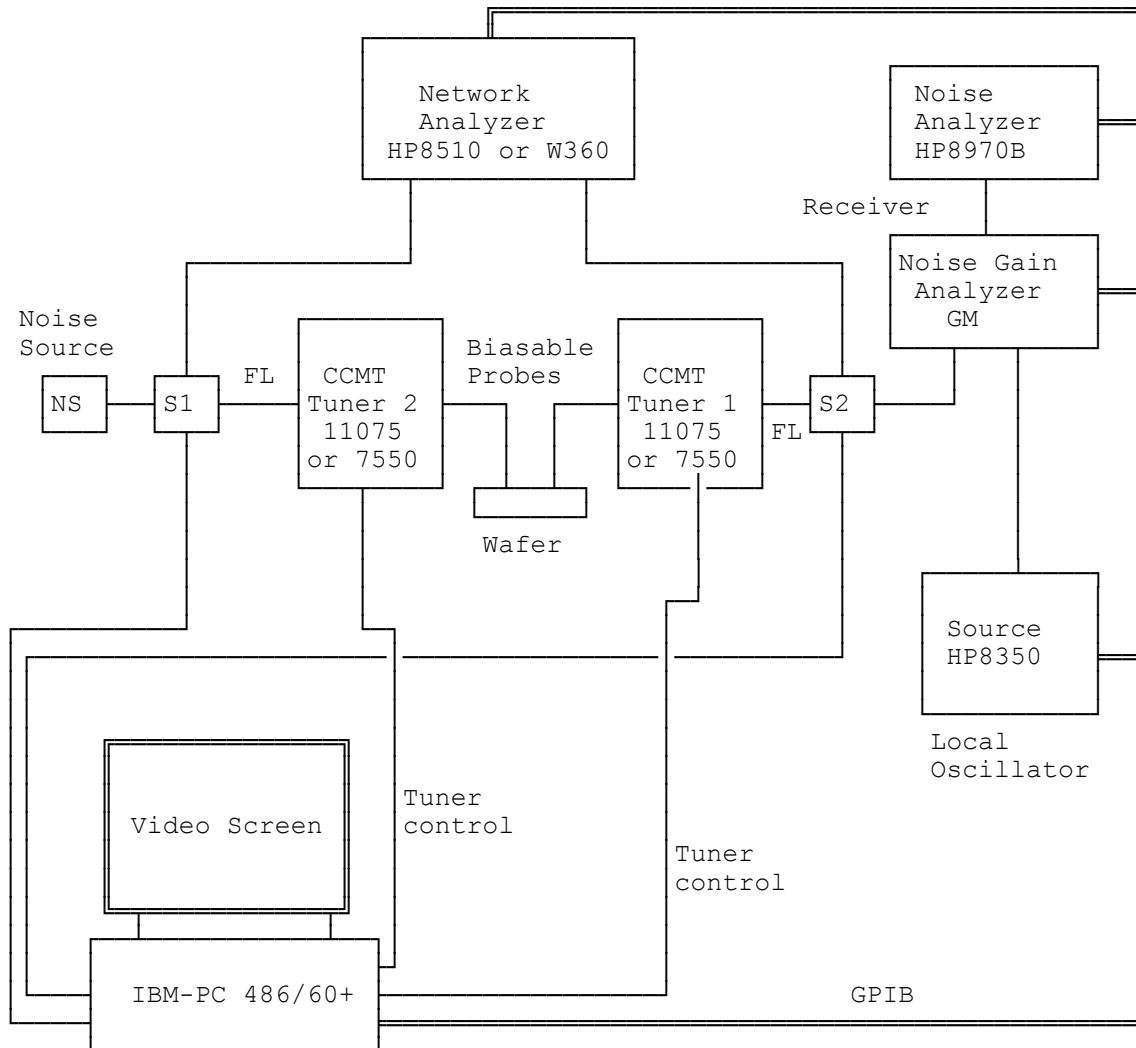 Network
Analyzer
HP8510 or W360
Noise
Analyzer
HP8970B
Receiver
Noise Gain
Analyzer
GM
Noise
Source
NS
S1
FL
CCMT
Tuner 2
11075
or 7550
Biasable
Probes
CCMT
Tuner 1
11075
or 7550
FL
S2
Wafer
Source
HP8350
Local
Oscillator
Video Screen
Tuner
control
Tuner
control
IBM-PC 486/60+
GPIB